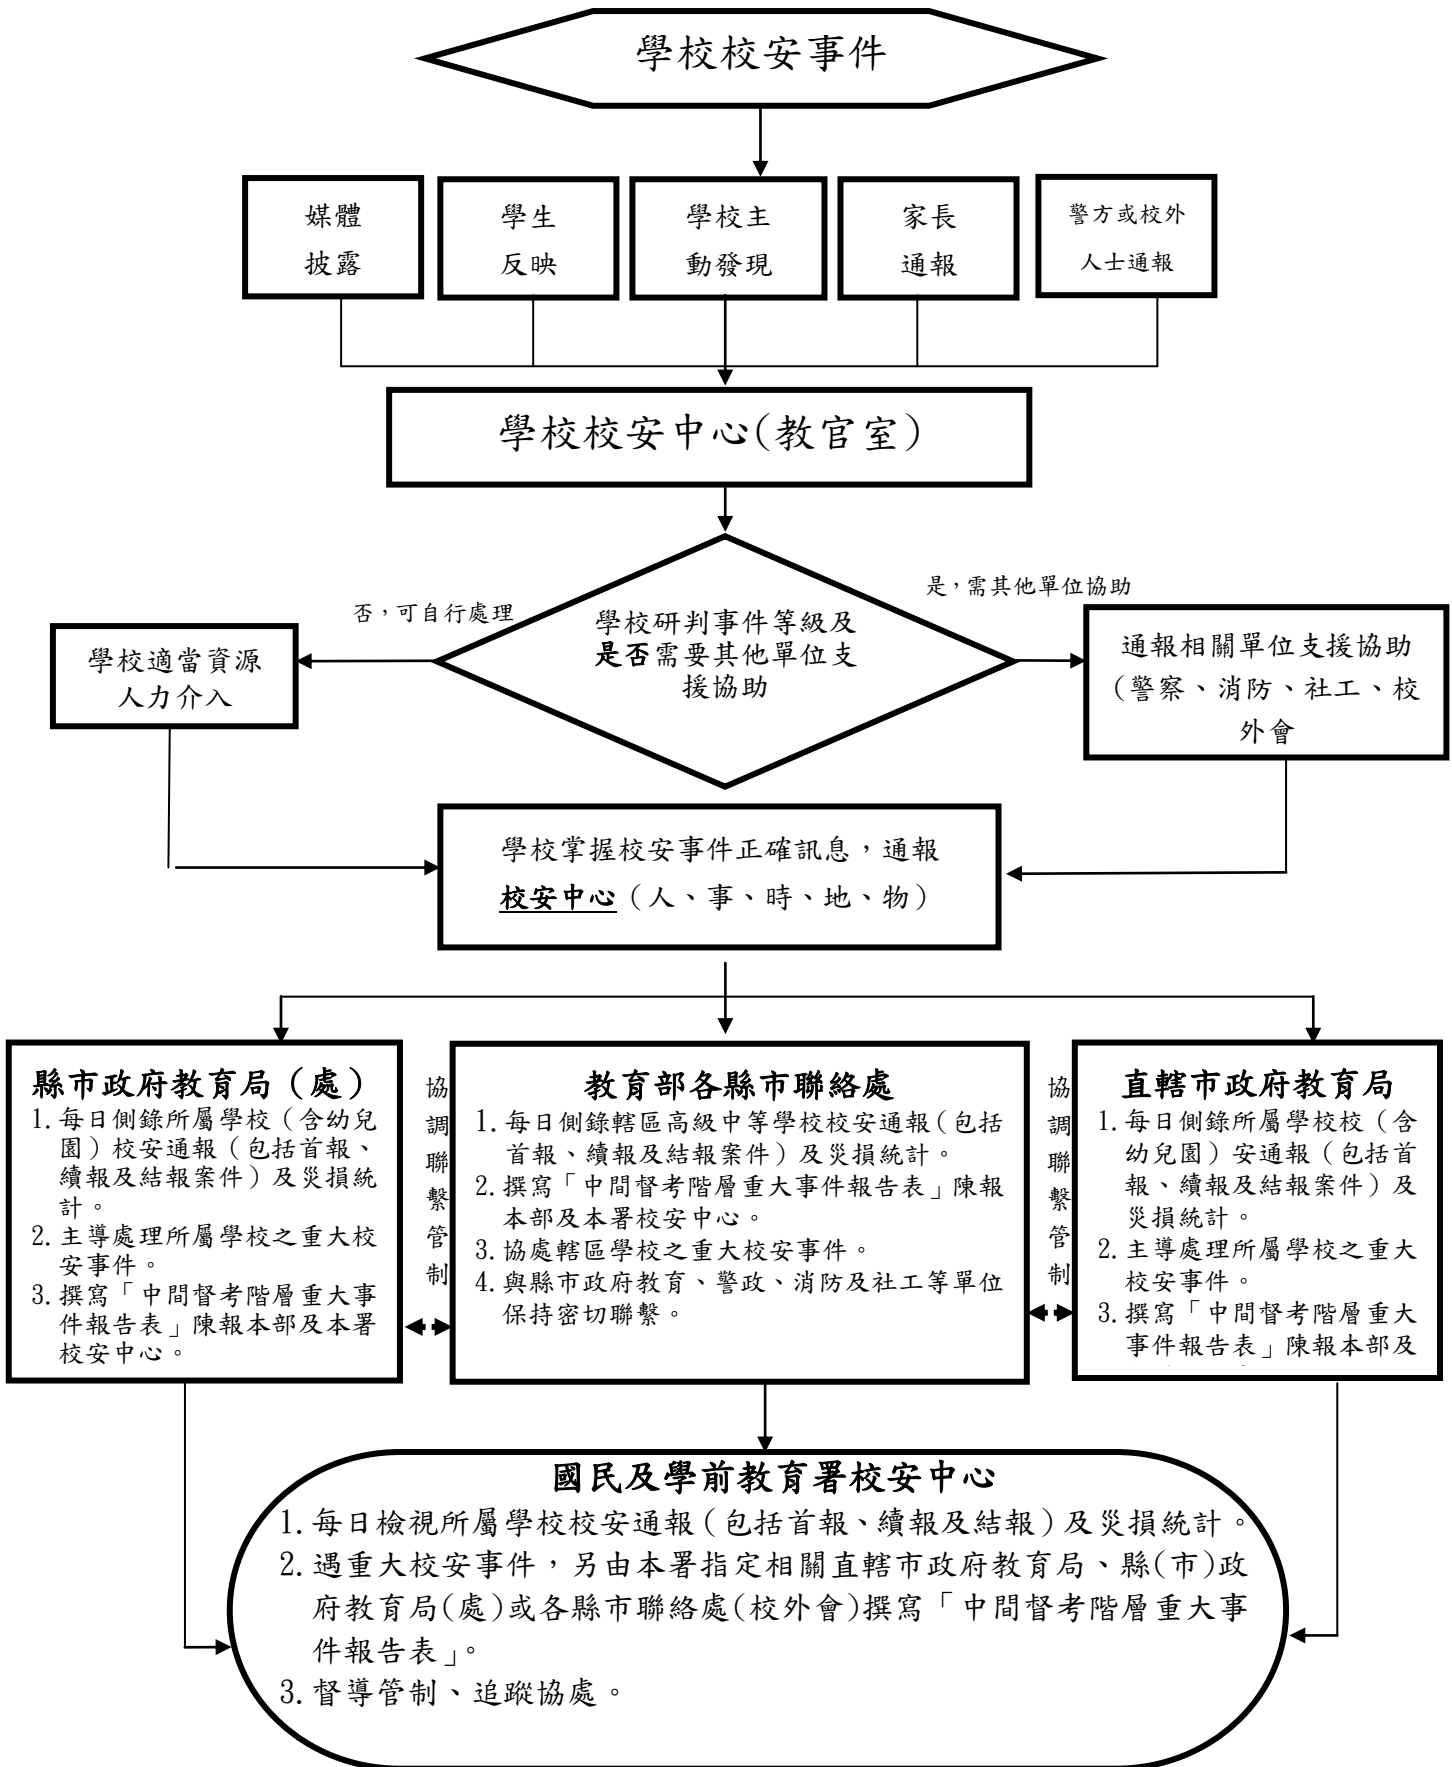 學校校安事件
媒體
披露
學生
反映
學校主
動發現
家長
通報
警方或校外
人士通報
學校校安中心(教官室)
否，可自行處理
是，需其他單位協助
學校研判事件等級及
是否需要其他單位支
援協助
學校適當資源
人力介入
通報相關單位支援協助
（警察、消防、社工、校
外會
學校掌握校安事件正確訊息，通報
校安中心（人、事、時、地、物）
縣市政府教育局（處）
1.每日側錄所屬學校（含幼兒
園）校安通報（包括首報、
續報及結報案件）及災損統
計。
2.主導處理所屬學校之重大校
安事件。
3.撰寫「中間督考階層重大事
件報告表」陳報本部及本署
校安中心。
協調聯繫管制
教育部各縣市聯絡處
1.每日側錄轄區高級中等學校校安通報(包括
首報、續報及結報案件)及災損統計。
2.撰寫「中間督考階層重大事件報告表」陳報
本部及本署校安中心。
3.協處轄區學校之重大校安事件。
4.與縣市政府教育、警政、消防及社工等單位
保持密切聯繫。
協調聯繫管制
直轄市政府教育局
1.每日側錄所屬學校校（含
幼兒園）安通報（包括首
報、續報及結報案件）及
災損統計。
2.主導處理所屬學校之重大
校安事件。
3.撰寫「中間督考階層重大
事件報告表」陳報本部及
國民及學前教育署校安中心
1.每日檢視所屬學校校安通報（包括首報、續報及結報）及災損統計。
2.遇重大校安事件，另由本署指定相關直轄市政府教育局、縣(市)政
府教育局(處)或各縣市聯絡處(校外會)撰寫「中間督考階層重大事
件報告表」。
3.督導管制、追蹤協處。